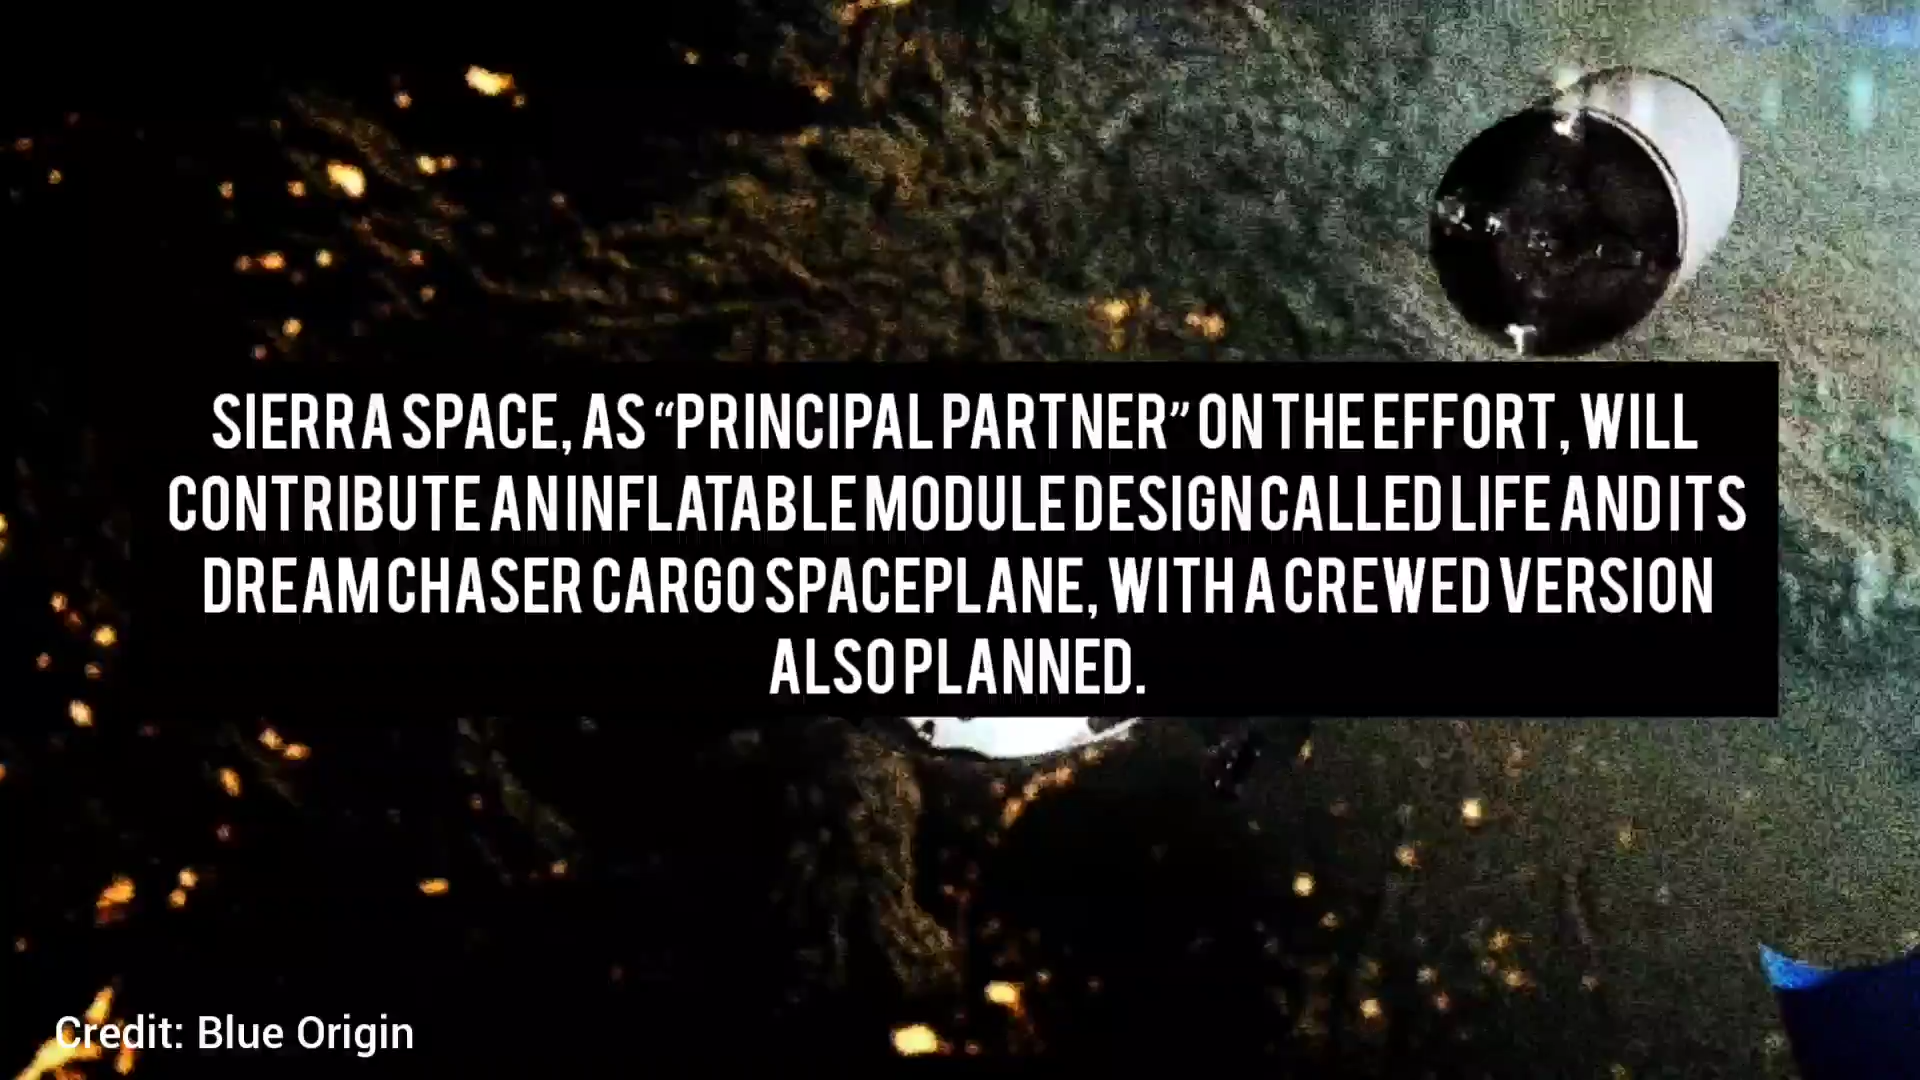 SIERRA SPACE, AS “PRINCIPAL PARTNER” ON THE EFFORT, WILL
CONTRIBUTE AN INFLATABLE MODULE DESIGN CALLED LIFE AND ITS
DREAM CHASER CARGO SPACEPLANE, WITH A CREWED VERSION
ALSO PLANNED.
Credit: Blue Origin